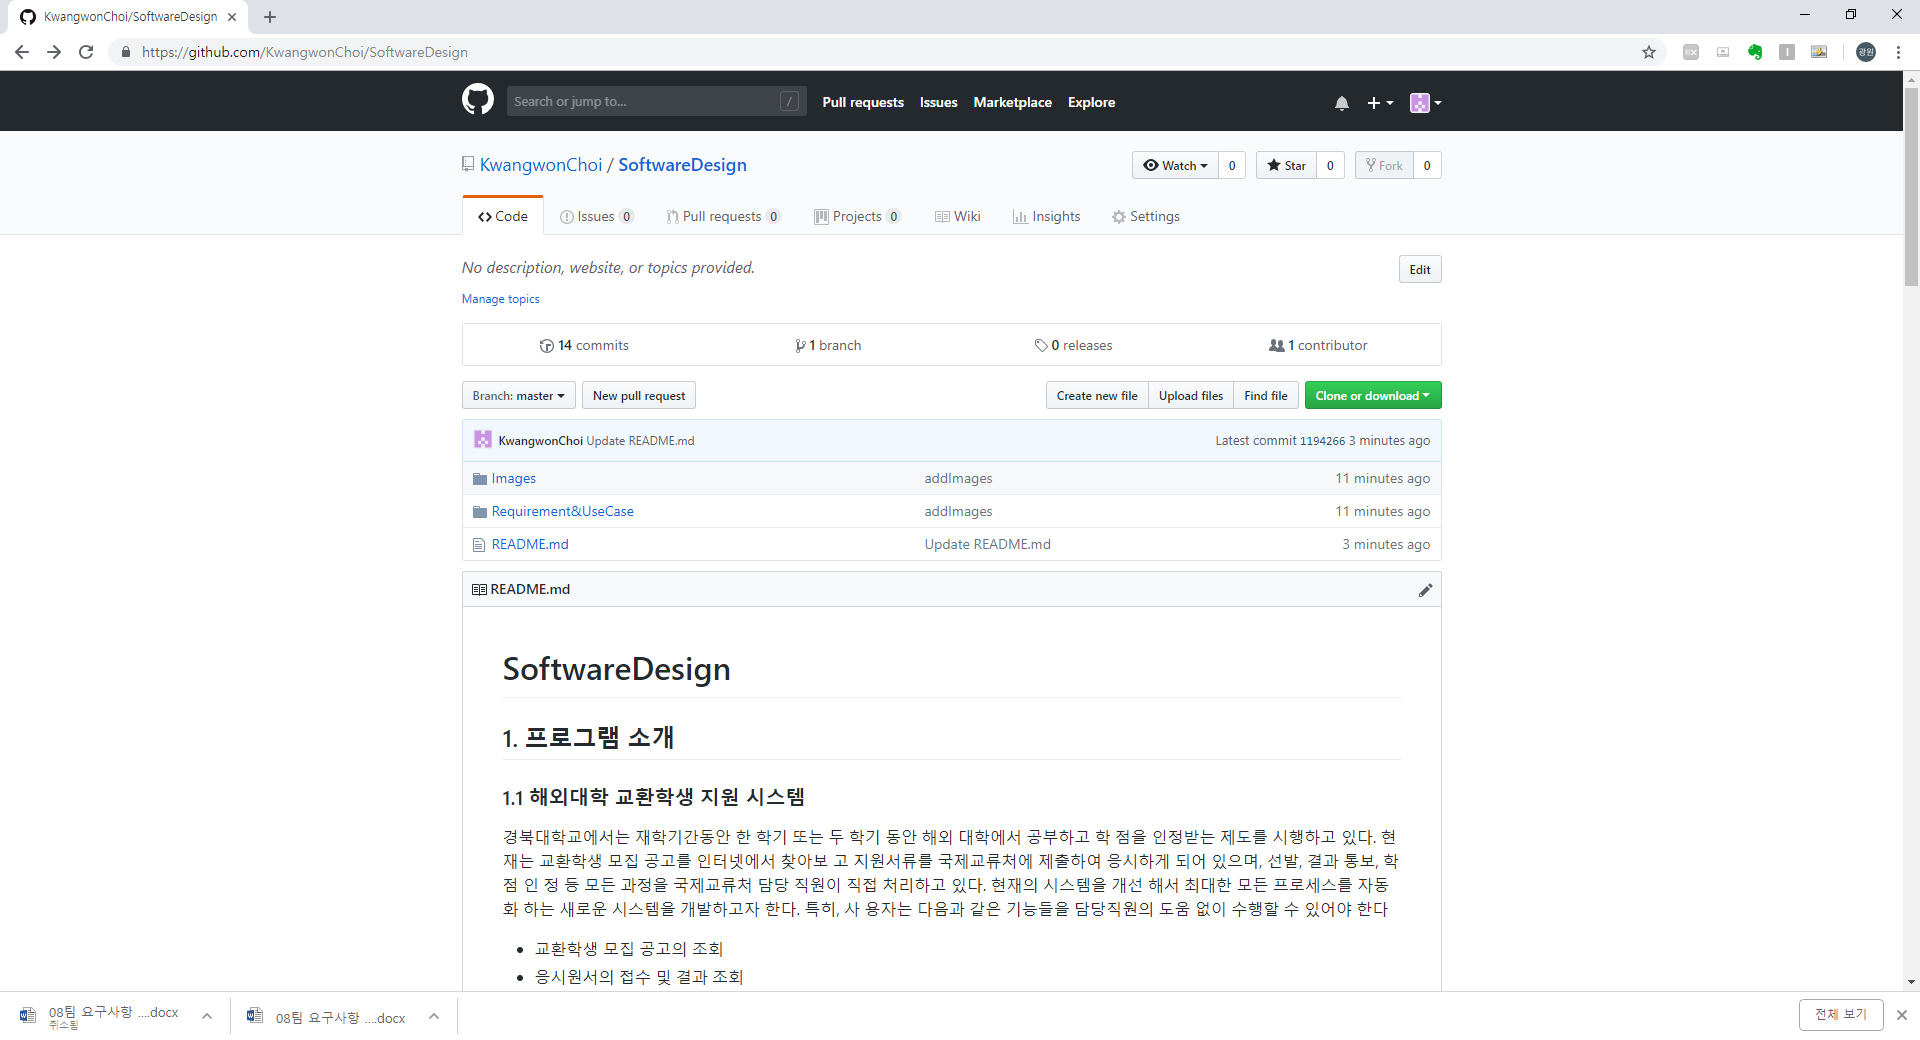 KwangwonChoi/SoftwareDesign
https://github.com/KwangwonChoi/SoftwareDesign
광원
Search or jump to... /
Pull requests Issues Marketplace Explore
KwangwonChoi / SoftwareDesign
Watch 0 Star 0 Fork 0
Code Issues 0 Pull requests 0 Projects 0 Wiki Insights Settings
No description, website, or topics provided. Edit
Manage topics
14 commits 1 branch 0 releases 1 contributor
Branch: master New pull request Create new file Upload files Find file Clone or download
KwangwonChoi Update README.md Latest commit 1194266 3 minutes ago
Images addImages 11 minutes ago
Requirement&UseCase addImages 11 minutes ago
README.md Update README.md 3 minutes ago
README.md
SoftwareDesign
1. 프로그램 소개
1.1 해외대학 교환학생 지원 시스템
경북대학교에서는 재학기간동안 한 학기 또는 두 학기 동안 해외 대학에서 공부하고 학 점을 인정받는 제도를 시행하고 있다. 현
재는 교환학생 모집 공고를 인터넷에서 찾아보 고 지원서류를 국제교류처에 제출하여 응시하게 되어 있으며, 선발, 결과 통보, 학
점 인 정 등 모든 과정을 국제교류처 담당 직원이 직접 처리하고 있다. 현재의 시스템을 개선 해서 최대한 모든 프로세스를 자동
화 하는 새로운 시스템을 개발하고자 한다. 특히, 사 용자는 다음과 같은 기능들을 담당직원의 도움 없이 수행할 수 있어야 한다
• 교환학생 모집 공고의 조회
• 응시원서의 접수 및 결과 조회
08팀 요구사항 ....docx
취소됨
08팀 요구사항 ....docx
전체 보기